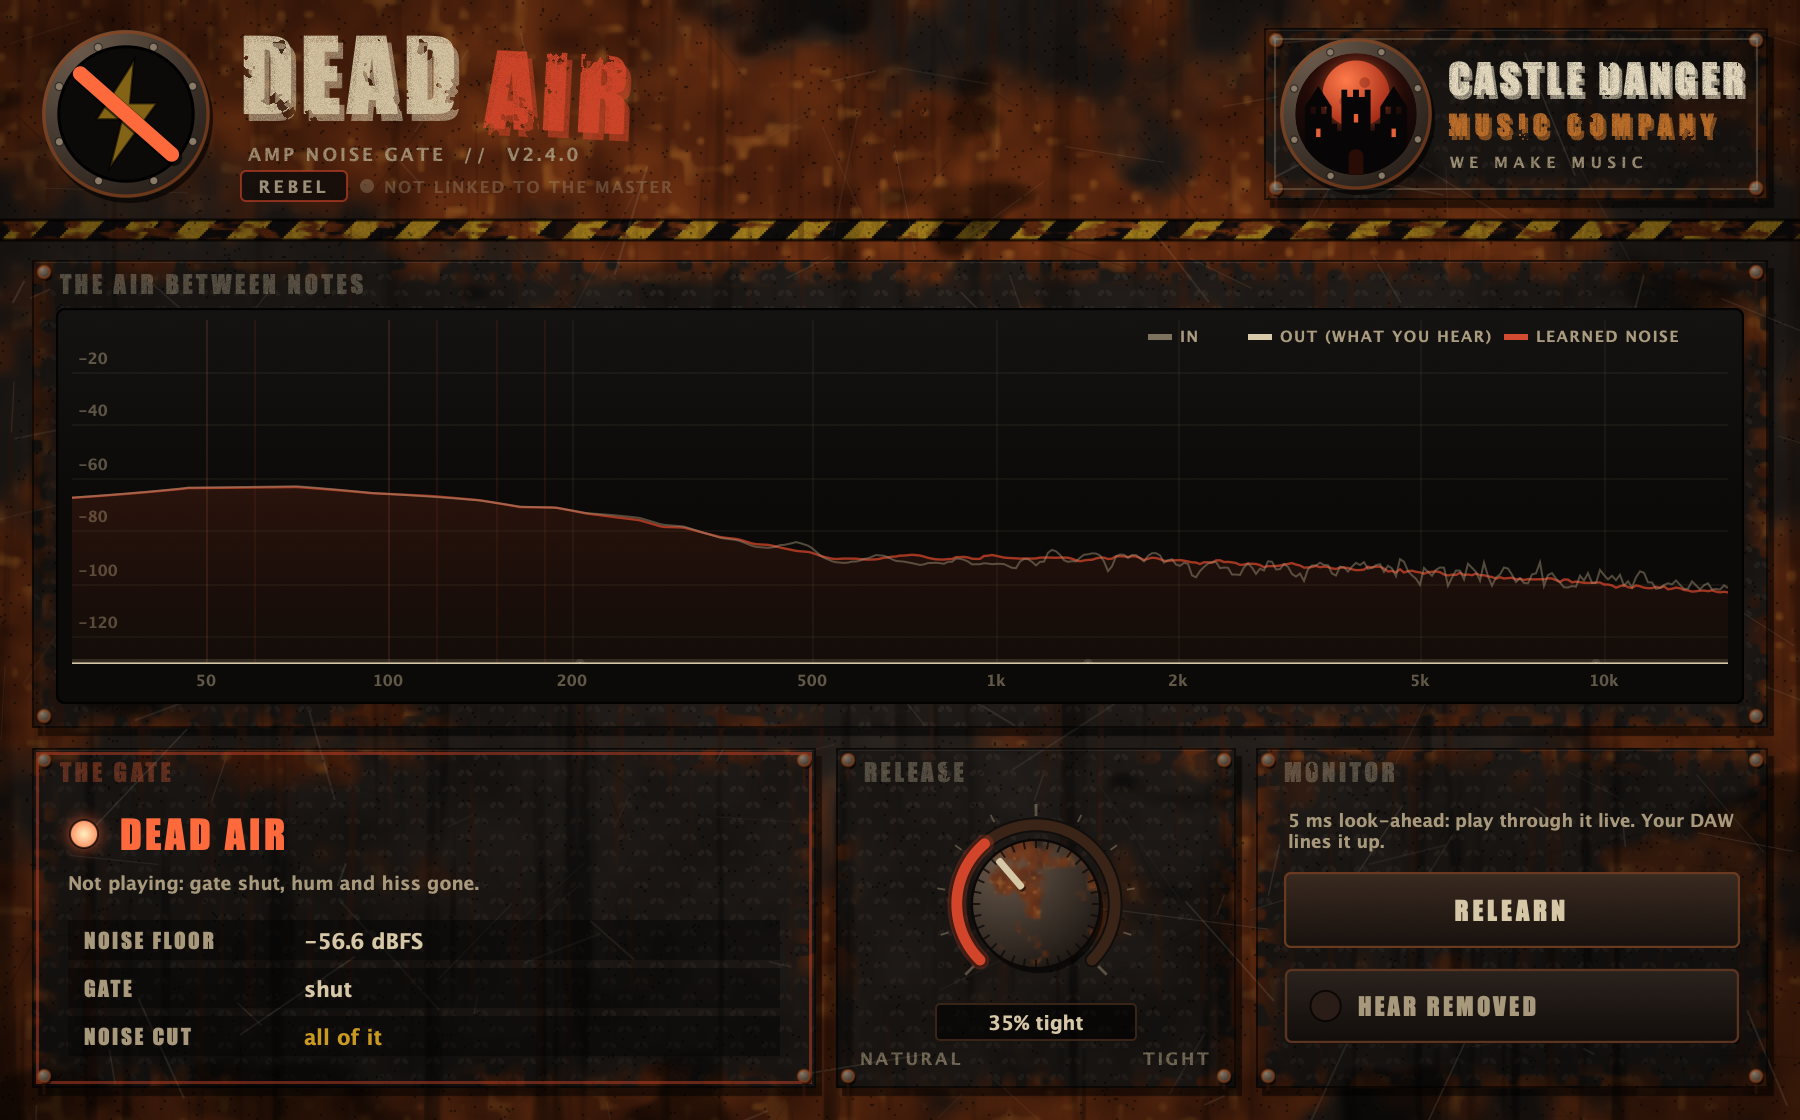 DEAD AIR
AMP NOISE GATE // V2.4.0
REBEL NOT LINKED TO THE MASTER
CASTLE DANGER
MUSIC COMPANY
WE MAKE MUSIC
THE AIR BETWEEN NOTES
IN OUT (WHAT YOU HEAR) LEARNED NOISE
-20
-40
-60
-80
-100
-120
50 100 200 500 1k 2k 5k 10k
THE GATE
DEAD AIR
Not playing: gate shut, hum and hiss gone.
NOISE FLOOR -56.6 dBFS
GATE shut
NOISE CUT all of it
RELEASE
35% tight
NATURAL TIGHT
MONITOR
5 ms look-ahead: play through it live. Your DAW
lines it up.
RELEARN
HEAR REMOVED